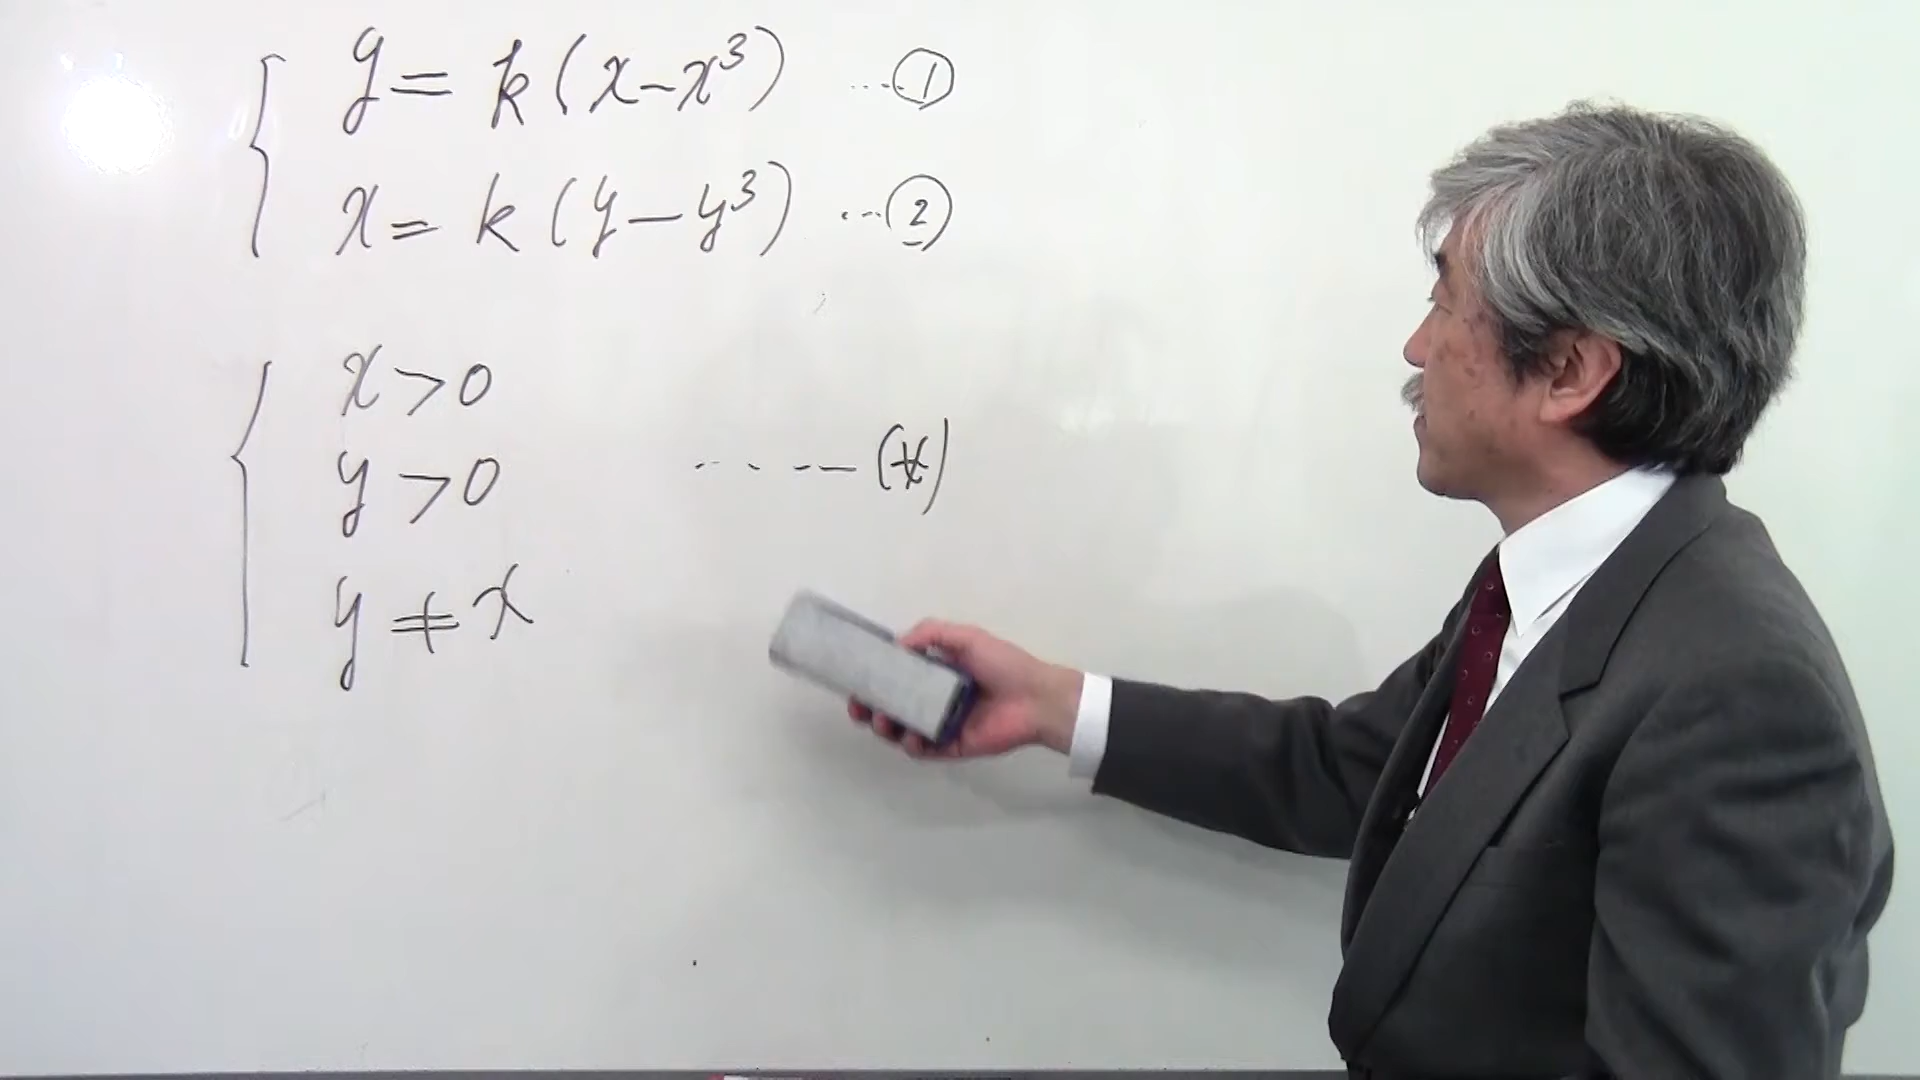 y = k(x-x³) ...①
x = k(y-y³) ...②
x>0
y>0 ......(*)
y≠x